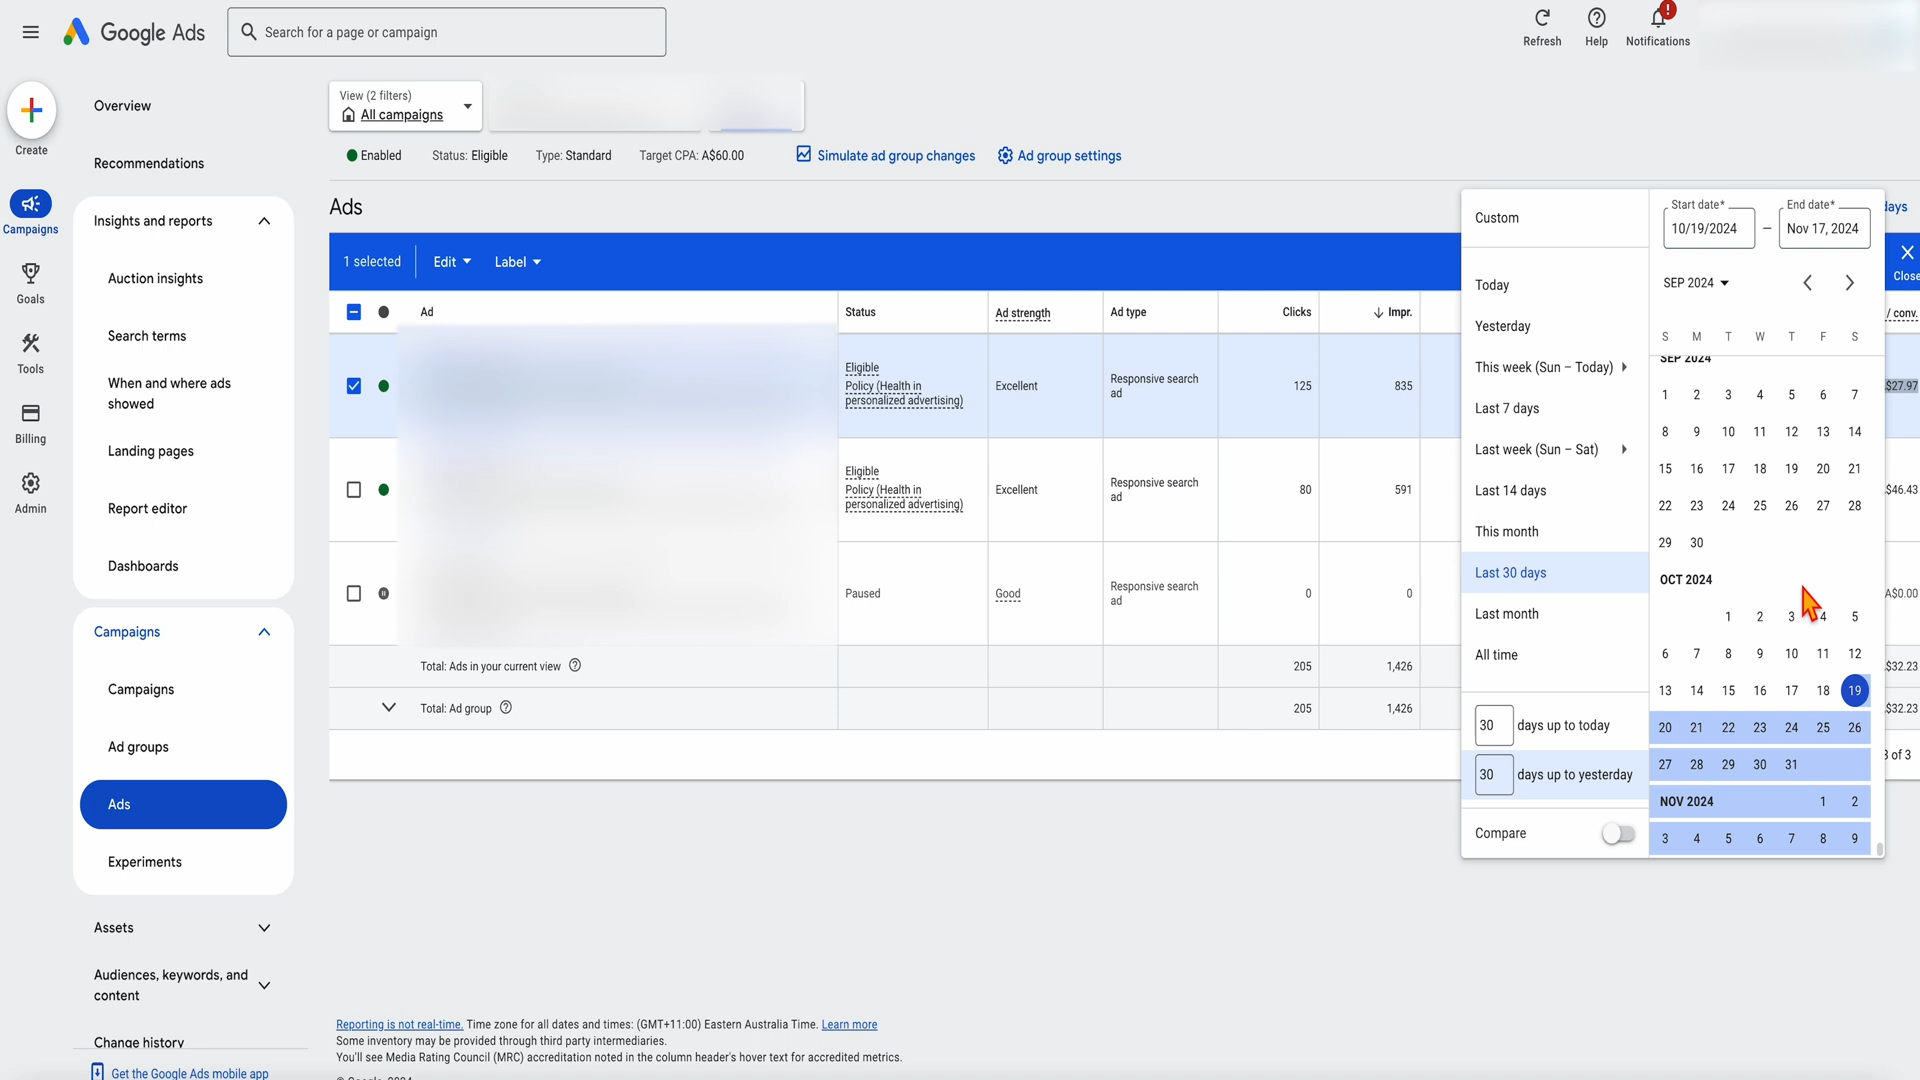 Google Ads
Search for a page or campaign
Refresh
Help
!
Notifications
Create
Campaigns
Goals
Tools
Billing
Admin
Overview
Recommendations
Insights and reports
Auction insights
Search terms
When and where ads
showed
Landing pages
Report editor
Dashboards
Campaigns
Campaigns
Ad groups
Ads
Experiments
Assets
Audiences, keywords, and
content
Change history
Get the Google Ads mobile app
View (2 filters)
All campaigns
Enabled Status: Eligible Type: Standard Target CPA: A$60.00 Simulate ad group changes Ad group settings
Ads
1 selected Edit Label
Ad Status Ad strength Ad type Clicks Impr.
Eligible
Policy (Health in
personalized advertising)
Excellent
Responsive search
ad
125
835
Eligible
Policy (Health in
personalized advertising)
Excellent
Responsive search
ad
80
591
Paused
Good
Responsive search
ad
0
0
Total: Ads in your current view ? 205 1,426
Total: Ad group ? 205 1,426
Custom
Today
Yesterday
This week (Sun – Today)
Last 7 days
Last week (Sun – Sat)
Last 14 days
This month
Last 30 days
Last month
All time
30 days up to today
30 days up to yesterday
Compare
Start date* End date*
10/19/2024 – Nov 17, 2024
SEP 2024
S M T W T F S
SEP 2024
1 2 3 4 5 6 7
8 9 10 11 12 13 14
15 16 17 18 19 20 21
22 23 24 25 26 27 28
29 30
OCT 2024
1 2 3 4 5
6 7 8 9 10 11 12
13 14 15 16 17 18 19
20 21 22 23 24 25 26
27 28 29 30 31
NOV 2024 1 2
3 4 5 6 7 8 9
days
Close
/ conv.
$27.97
$46.43
A$0.00
$32.23
$32.23
3 of 3
Reporting is not real-time. Time zone for all dates and times: (GMT+11:00) Eastern Australia Time. Learn more
Some inventory may be provided through third party intermediaries.
You'll see Media Rating Council (MRC) accreditation noted in the column header's hover text for accredited metrics.
© Google, 2024